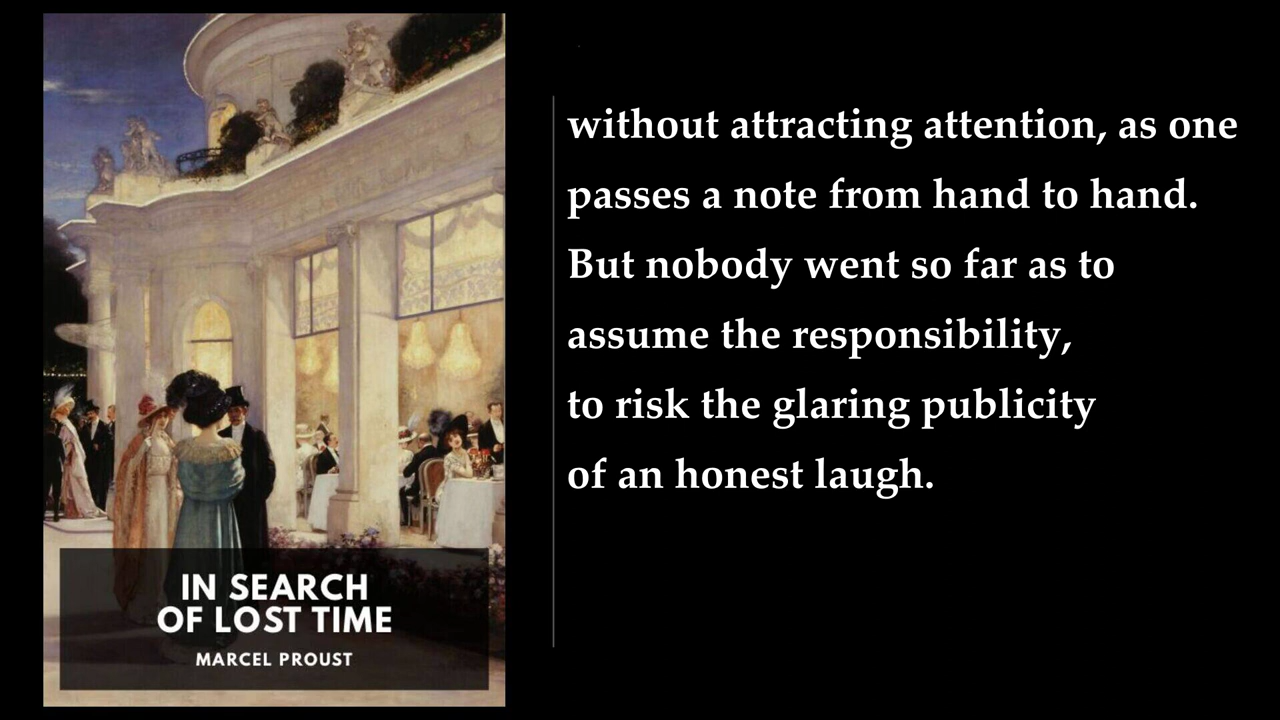 without attracting attention, as one
passes a note from hand to hand.
But nobody went so far as to
assume the responsibility,
to risk the glaring publicity
of an honest laugh.
IN SEARCH
OF LOST TIME
MARCEL PROUST